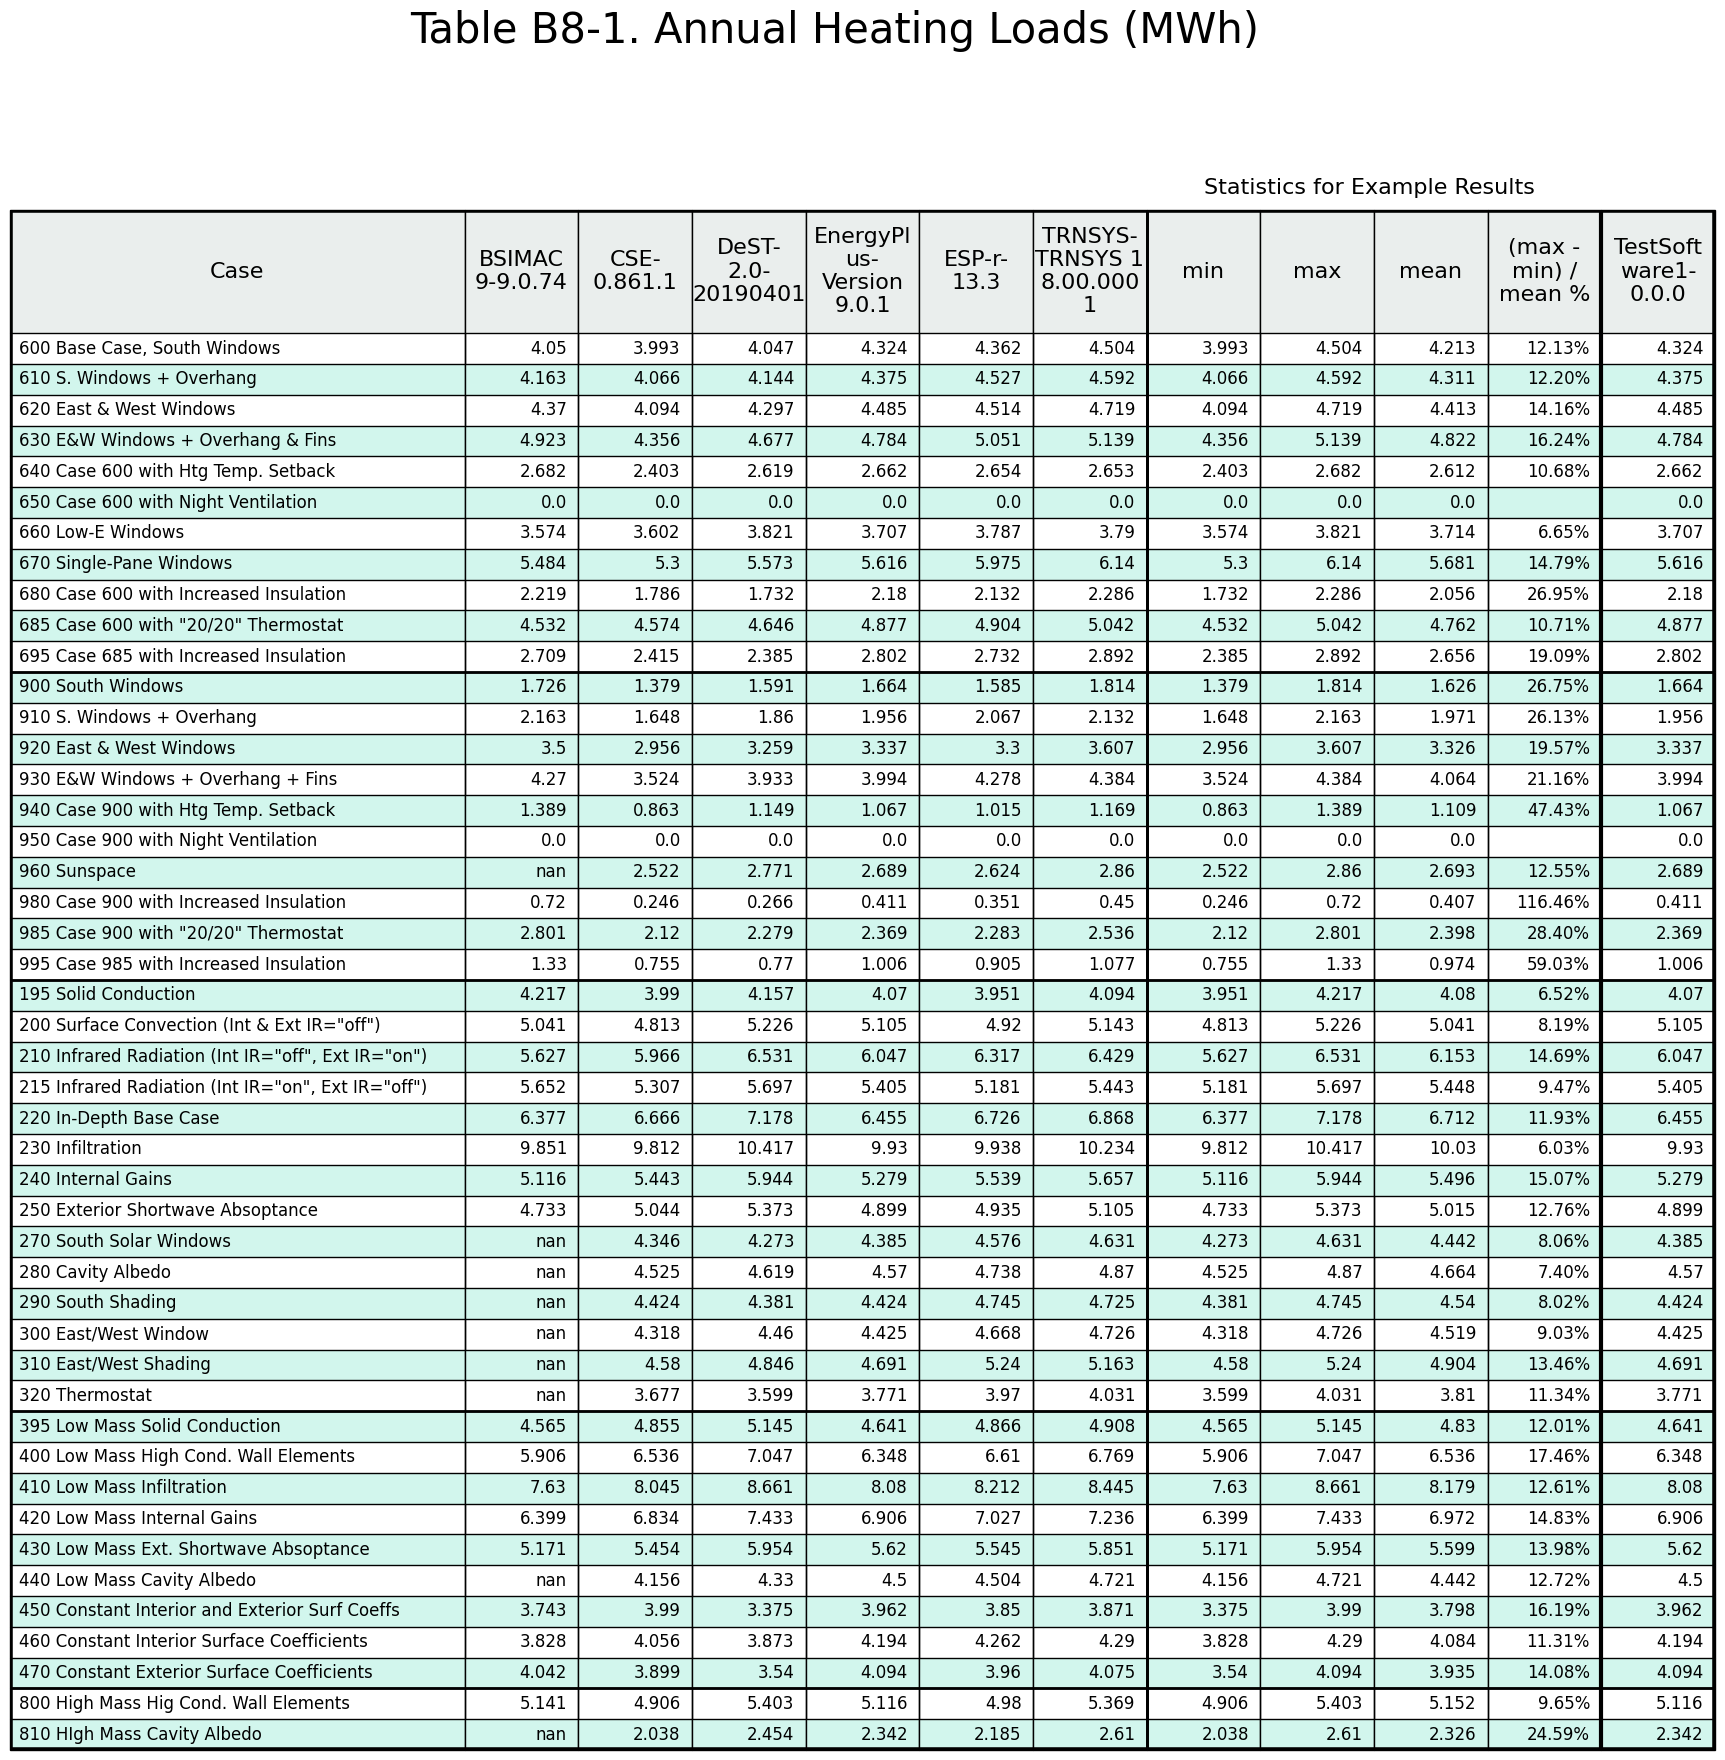 Table B8-1. Annual Heating Loads (MWh)
Statistics for Example Results
Case BSIMAC 9-9.0.74 CSE- 0.861.1 DeST- 2.0- 20190401 EnergyPl us- Version 9.0.1 ESP-r- 13.3 TRNSYS- TRNSYS 1 8.00.000 1 min max mean (max - min) / mean % TestSoft ware1- 0.0.0
600 Base Case, South Windows 4.05 3.993 4.047 4.324 4.362 4.504 3.993 4.504 4.213 12.13% 4.324
610 S. Windows + Overhang 4.163 4.066 4.144 4.375 4.527 4.592 4.066 4.592 4.311 12.20% 4.375
620 East & West Windows 4.37 4.094 4.297 4.485 4.514 4.719 4.094 4.719 4.413 14.16% 4.485
630 E&W Windows + Overhang & Fins 4.923 4.356 4.677 4.784 5.051 5.139 4.356 5.139 4.822 16.24% 4.784
640 Case 600 with Htg Temp. Setback 2.682 2.403 2.619 2.662 2.654 2.653 2.403 2.682 2.612 10.68% 2.662
650 Case 600 with Night Ventilation 0.0 0.0 0.0 0.0 0.0 0.0 0.0 0.0 0.0 0.0
660 Low-E Windows 3.574 3.602 3.821 3.707 3.787 3.79 3.574 3.821 3.714 6.65% 3.707
670 Single-Pane Windows 5.484 5.3 5.573 5.616 5.975 6.14 5.3 6.14 5.681 14.79% 5.616
680 Case 600 with Increased Insulation 2.219 1.786 1.732 2.18 2.132 2.286 1.732 2.286 2.056 26.95% 2.18
685 Case 600 with "20/20" Thermostat 4.532 4.574 4.646 4.877 4.904 5.042 4.532 5.042 4.762 10.71% 4.877
695 Case 685 with Increased Insulation 2.709 2.415 2.385 2.802 2.732 2.892 2.385 2.892 2.656 19.09% 2.802
900 South Windows 1.726 1.379 1.591 1.664 1.585 1.814 1.379 1.814 1.626 26.75% 1.664
910 S. Windows + Overhang 2.163 1.648 1.86 1.956 2.067 2.132 1.648 2.163 1.971 26.13% 1.956
920 East & West Windows 3.5 2.956 3.259 3.337 3.3 3.607 2.956 3.607 3.326 19.57% 3.337
930 E&W Windows + Overhang + Fins 4.27 3.524 3.933 3.994 4.278 4.384 3.524 4.384 4.064 21.16% 3.994
940 Case 900 with Htg Temp. Setback 1.389 0.863 1.149 1.067 1.015 1.169 0.863 1.389 1.109 47.43% 1.067
950 Case 900 with Night Ventilation 0.0 0.0 0.0 0.0 0.0 0.0 0.0 0.0 0.0 0.0
960 Sunspace nan 2.522 2.771 2.689 2.624 2.86 2.522 2.86 2.693 12.55% 2.689
980 Case 900 with Increased Insulation 0.72 0.246 0.266 0.411 0.351 0.45 0.246 0.72 0.407 116.46% 0.411
985 Case 900 with "20/20" Thermostat 2.801 2.12 2.279 2.369 2.283 2.536 2.12 2.801 2.398 28.40% 2.369
995 Case 985 with Increased Insulation 1.33 0.755 0.77 1.006 0.905 1.077 0.755 1.33 0.974 59.03% 1.006
195 Solid Conduction 4.217 3.99 4.157 4.07 3.951 4.094 3.951 4.217 4.08 6.52% 4.07
200 Surface Convection (Int & Ext IR="off") 5.041 4.813 5.226 5.105 4.92 5.143 4.813 5.226 5.041 8.19% 5.105
210 Infrared Radiation (Int IR="off", Ext IR="on") 5.627 5.966 6.531 6.047 6.317 6.429 5.627 6.531 6.153 14.69% 6.047
215 Infrared Radiation (Int IR="on", Ext IR="off") 5.652 5.307 5.697 5.405 5.181 5.443 5.181 5.697 5.448 9.47% 5.405
220 In-Depth Base Case 6.377 6.666 7.178 6.455 6.726 6.868 6.377 7.178 6.712 11.93% 6.455
230 Infiltration 9.851 9.812 10.417 9.93 9.938 10.234 9.812 10.417 10.03 6.03% 9.93
240 Internal Gains 5.116 5.443 5.944 5.279 5.539 5.657 5.116 5.944 5.496 15.07% 5.279
250 Exterior Shortwave Absoptance 4.733 5.044 5.373 4.899 4.935 5.105 4.733 5.373 5.015 12.76% 4.899
270 South Solar Windows nan 4.346 4.273 4.385 4.576 4.631 4.273 4.631 4.442 8.06% 4.385
280 Cavity Albedo nan 4.525 4.619 4.57 4.738 4.87 4.525 4.87 4.664 7.40% 4.57
290 South Shading nan 4.424 4.381 4.424 4.745 4.725 4.381 4.745 4.54 8.02% 4.424
300 East/West Window nan 4.318 4.46 4.425 4.668 4.726 4.318 4.726 4.519 9.03% 4.425
310 East/West Shading nan 4.58 4.846 4.691 5.24 5.163 4.58 5.24 4.904 13.46% 4.691
320 Thermostat nan 3.677 3.599 3.771 3.97 4.031 3.599 4.031 3.81 11.34% 3.771
395 Low Mass Solid Conduction 4.565 4.855 5.145 4.641 4.866 4.908 4.565 5.145 4.83 12.01% 4.641
400 Low Mass High Cond. Wall Elements 5.906 6.536 7.047 6.348 6.61 6.769 5.906 7.047 6.536 17.46% 6.348
410 Low Mass Infiltration 7.63 8.045 8.661 8.08 8.212 8.445 7.63 8.661 8.179 12.61% 8.08
420 Low Mass Internal Gains 6.399 6.834 7.433 6.906 7.027 7.236 6.399 7.433 6.972 14.83% 6.906
430 Low Mass Ext. Shortwave Absoptance 5.171 5.454 5.954 5.62 5.545 5.851 5.171 5.954 5.599 13.98% 5.62
440 Low Mass Cavity Albedo nan 4.156 4.33 4.5 4.504 4.721 4.156 4.721 4.442 12.72% 4.5
450 Constant Interior and Exterior Surf Coeffs 3.743 3.99 3.375 3.962 3.85 3.871 3.375 3.99 3.798 16.19% 3.962
460 Constant Interior Surface Coefficients 3.828 4.056 3.873 4.194 4.262 4.29 3.828 4.29 4.084 11.31% 4.194
470 Constant Exterior Surface Coefficients 4.042 3.899 3.54 4.094 3.96 4.075 3.54 4.094 3.935 14.08% 4.094
800 High Mass Hig Cond. Wall Elements 5.141 4.906 5.403 5.116 4.98 5.369 4.906 5.403 5.152 9.65% 5.116
810 HIgh Mass Cavity Albedo nan 2.038 2.454 2.342 2.185 2.61 2.038 2.61 2.326 24.59% 2.342